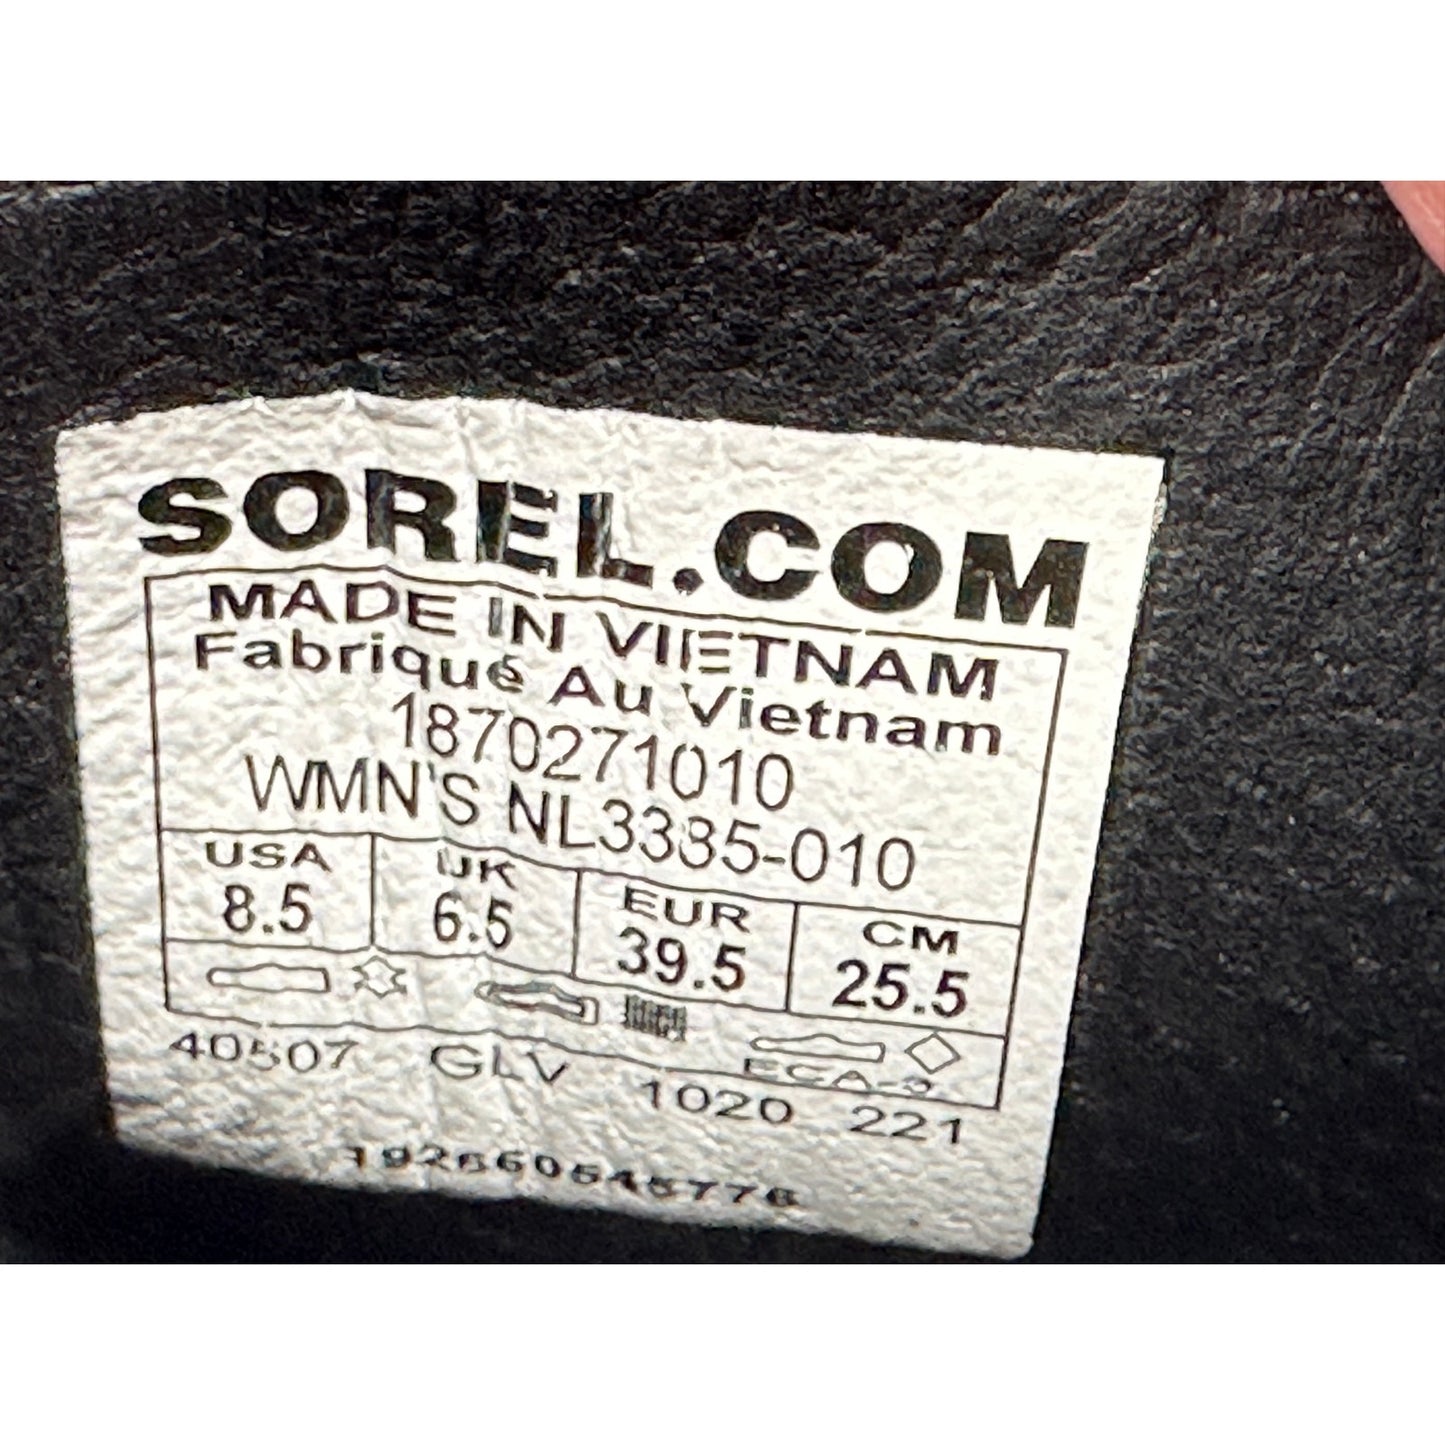 SOREL.COM
MADE IN VIETNAM
Fabriqué Au Vietnam
1870271010
WMN'S NL3385-010
USA UK EUR CM
8.5 6.5 39.5 25.5
40507 GLV 1020 221